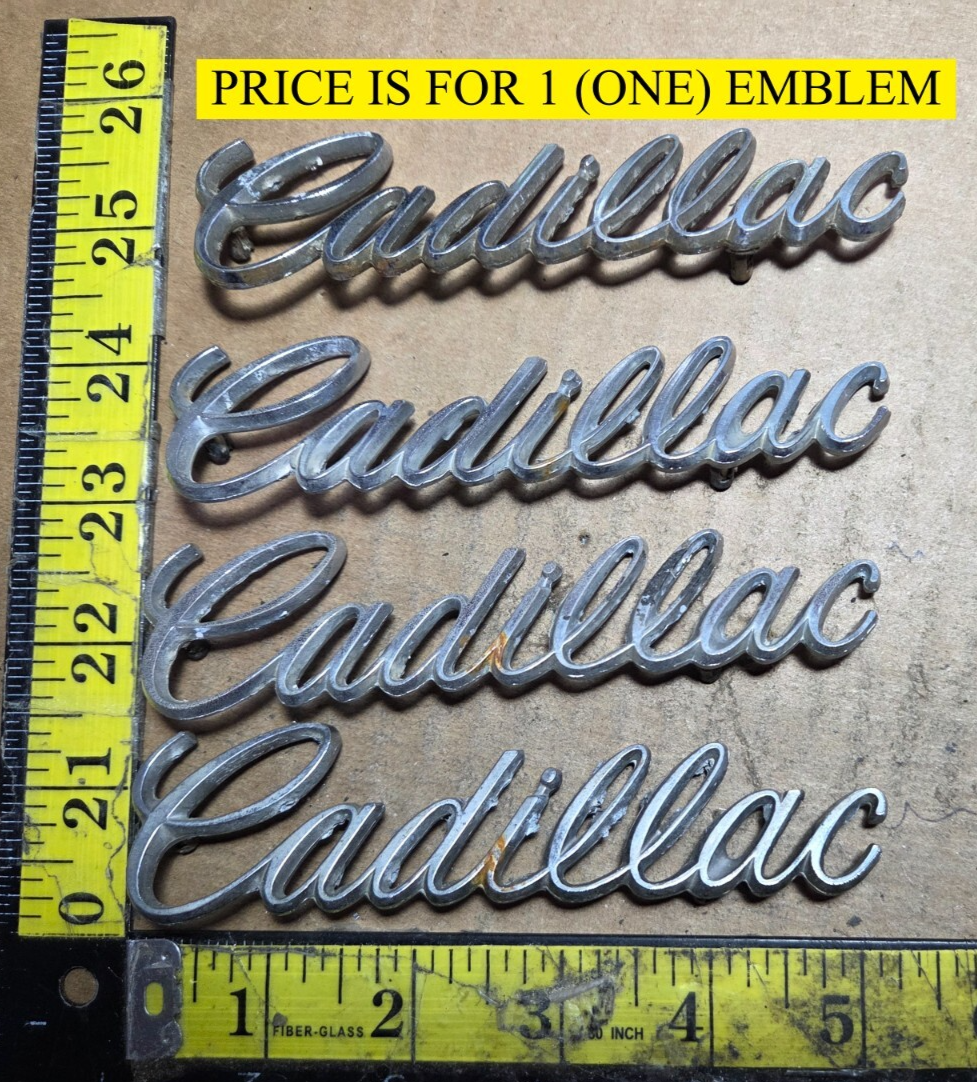 PRICE IS FOR 1 (ONE) EMBLEM
Cadillac
Cadillac
Cadillac
Cadillac
26
25
24
23
22
21
0
1 FIBER-GLASS 2 3 INCH 4 5